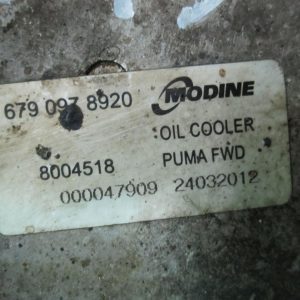 679 097 8920 MODINE
OIL COOLER
8004518 PUMA FWD
000047909 24032012